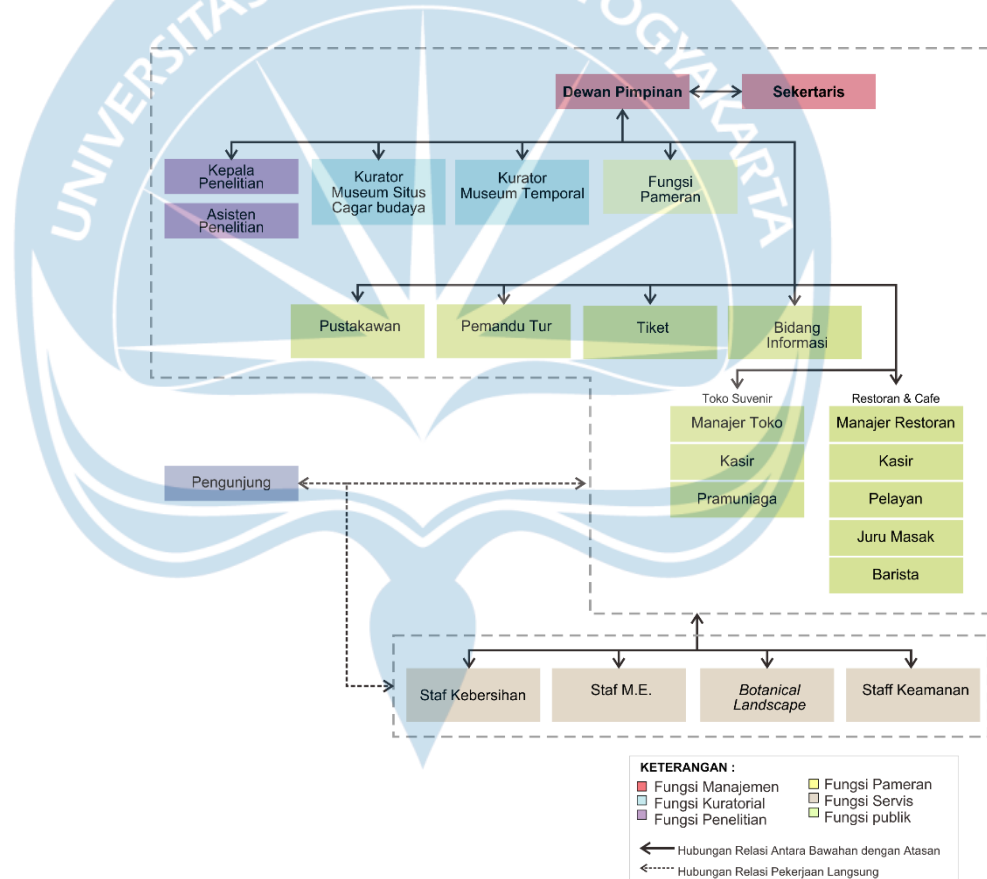 UNIVERSITAS
YOGYAKARTA
Dewan Pimpinan
Sekertaris
Kepala
Penelitian
Asisten
Penelitian
Kurator
Museum Situs
Cagar budaya
Kurator
Museum Temporal
Fungsi
Pameran
Pustakawan
Pemandu Tur
Tiket
Bidang
Informasi
Toko Suvenir
Manajer Toko
Kasir
Pramuniaga
Restoran & Cafe
Manajer Restoran
Kasir
Pelayan
Juru Masak
Barista
Pengunjung
Staf Kebersihan
Staf M.E.
Botanical
Landscape
Staff Keamanan
KETERANGAN :
Fungsi Manajemen
Fungsi Kuratorial
Fungsi Penelitian
Fungsi Pameran
Fungsi Servis
Fungsi publik
Hubungan Relasi Antara Bawahan dengan Atasan
Hubungan Relasi Pekerjaan Langsung